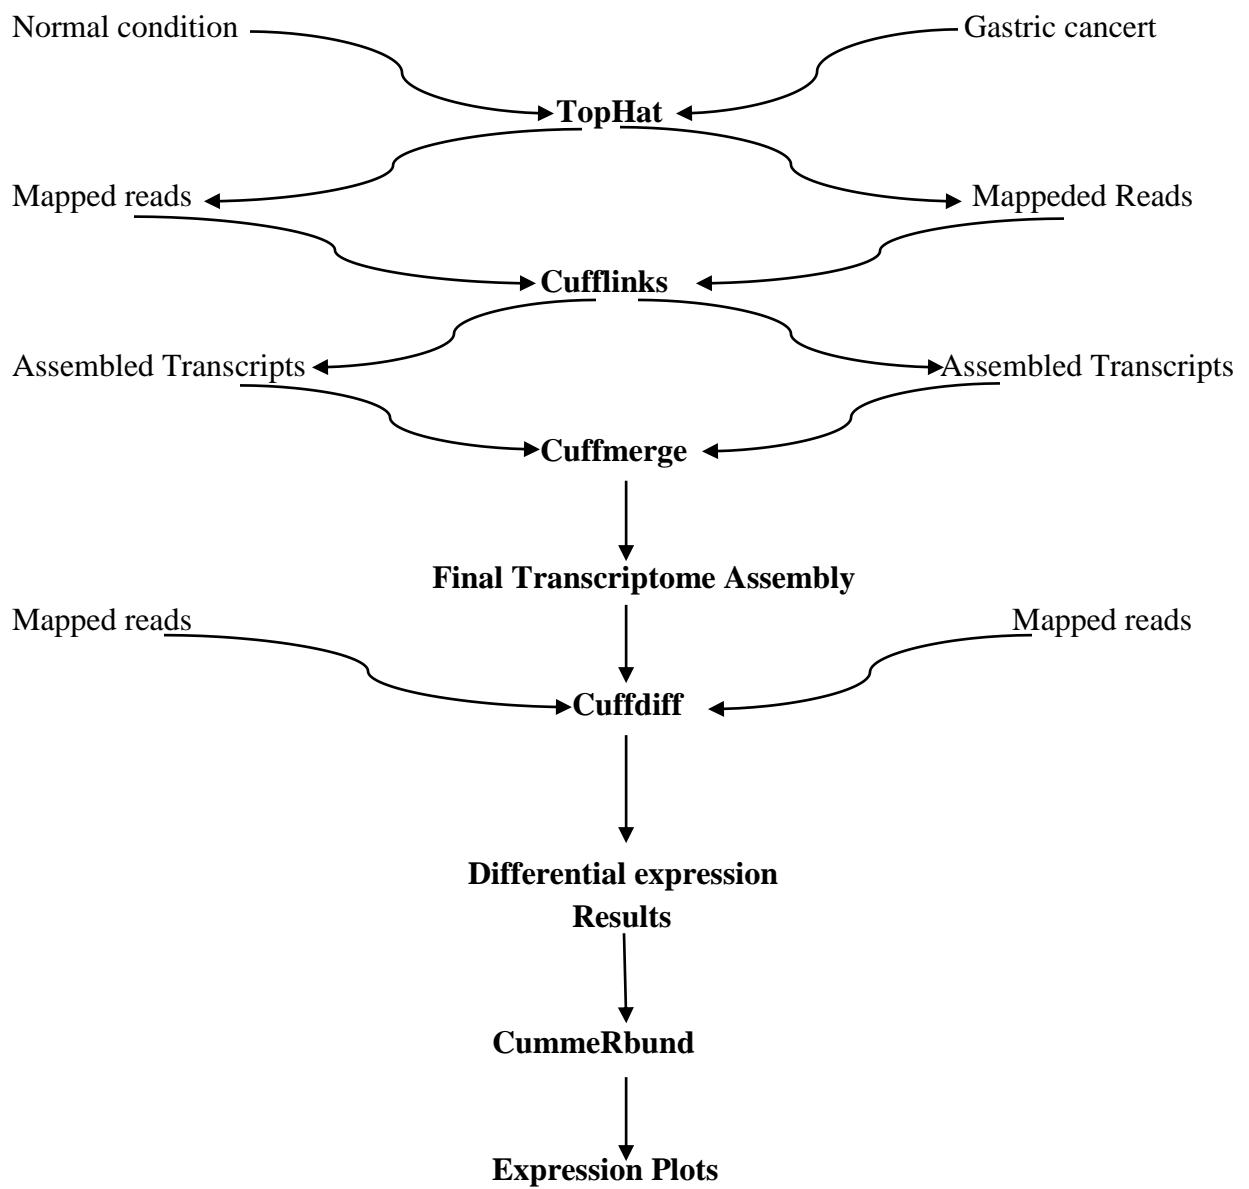 Normal condition
Gastric cancert
TopHat
Mapped reads
Mappeded Reads
Cufflinks
Assembled Transcripts
Assembled Transcripts
Cuffmerge
Final Transcriptome Assembly
Mapped reads
Mapped reads
Cuffdiff
Differential expression
Results
CummeRbund
Expression Plots